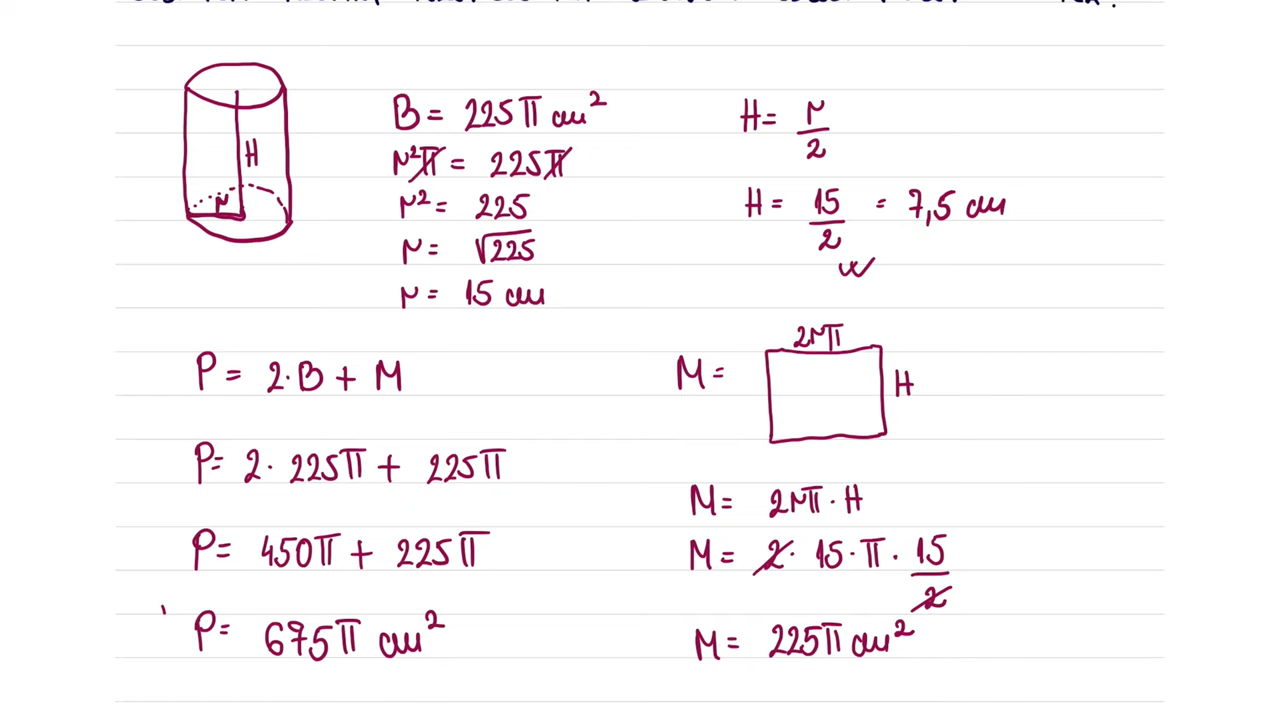 H
r
B = 225π cm²
r²π = 225π
r² = 225
r = √225
r = 15 cm
H = r/2
H = 15/2 = 7,5 cm
P = 2·B + M
P = 2·225π + 225π
P = 450π + 225π
P = 675π cm²
2rπ
M =
H
M = 2rπ·H
M = 2·15·π·15/2
M = 225π cm²